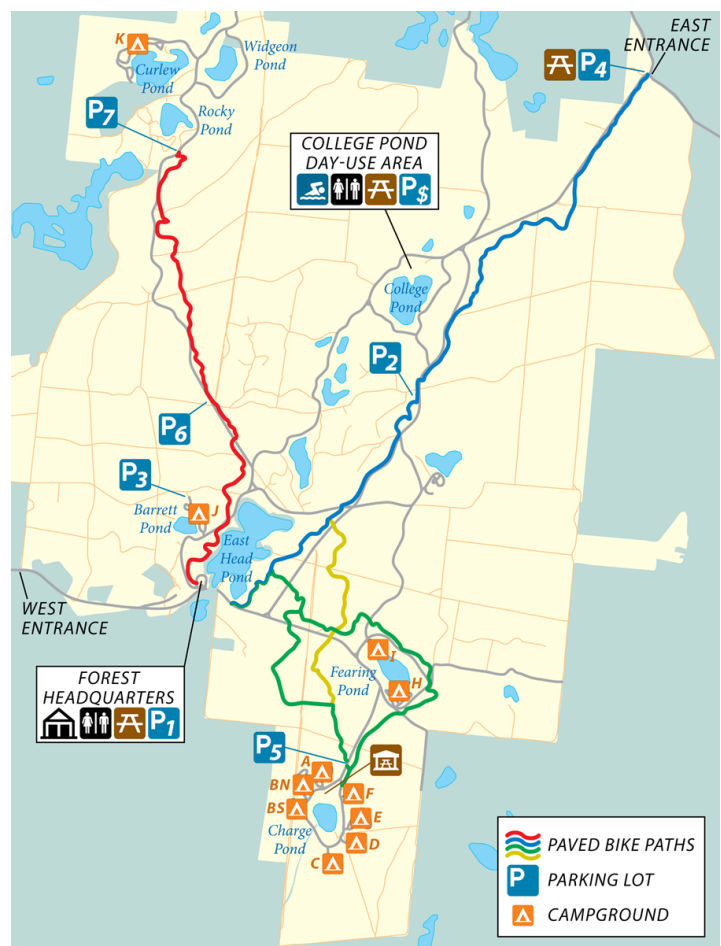 EAST
ENTRANCE
K
Widgeon
Pond
Curlew
Pond
P4
P7
Rocky
Pond
COLLEGE POND
DAY-USE AREA
P$
College
Pond
P2
P6
P3
J
Barrett
Pond
East
Head
Pond
WEST
ENTRANCE
I
FOREST
HEADQUARTERS
P1
Fearing
Pond
H
P5
A
BN
F
BS
E
Charge
Pond
D
C
PAVED BIKE PATHS
P
PARKING LOT
CAMPGROUND